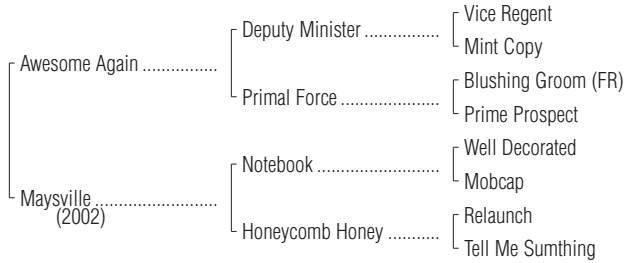 Vice Regent
Deputy Minister ..................
Mint Copy
Awesome Again ................
Blushing Groom (FR)
Primal Force .......................
Prime Prospect
Well Decorated
Notebook .............................
Mobcap
Maysville ..........................
(2002)
Relaunch
Honeycomb Honey ............
Tell Me Sumthing